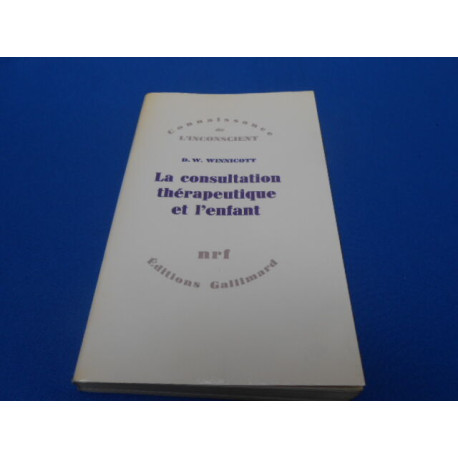 Connaissance
de
L'INCONSCIENT
D. W. WINNICOTT
La consultation
thérapeutique
et l'enfant
nrf
Éditions Gallimard